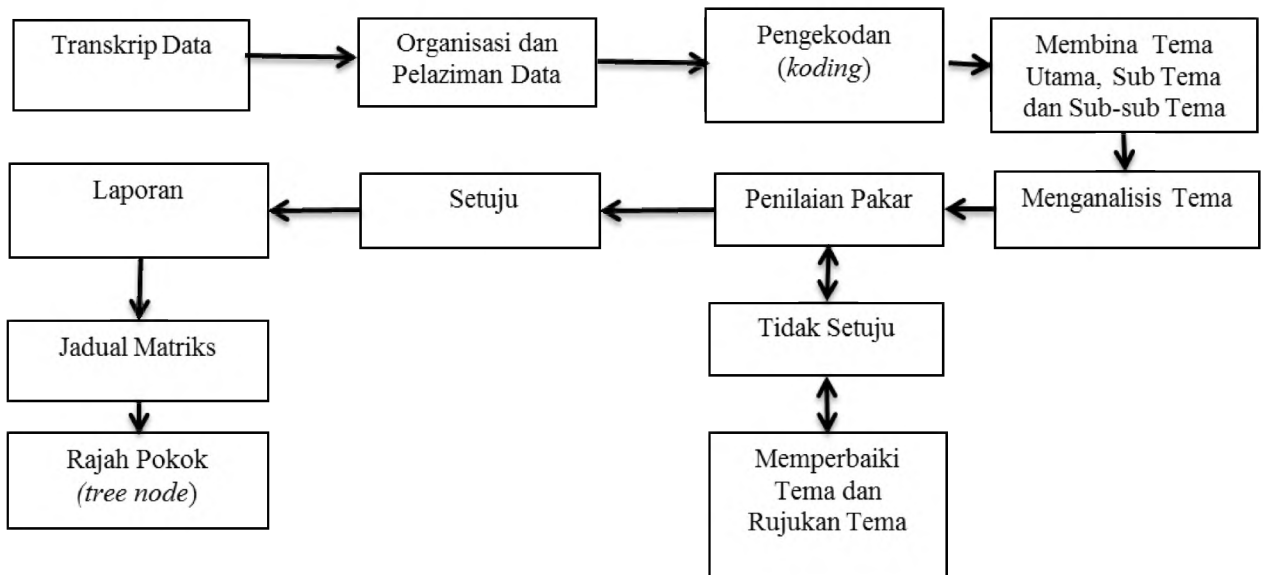 Transkrip Data
Organisasi dan
Pelaziman Data
Pengekodan
(koding)
Membina Tema
Utama, Sub Tema
dan Sub-sub Tema
Laporan
Setuju
Penilaian Pakar
Menganalisis Tema
Jadual Matriks
Tidak Setuju
Rajah Pokok
(tree node)
Memperbaiki
Tema dan
Rujukan Tema